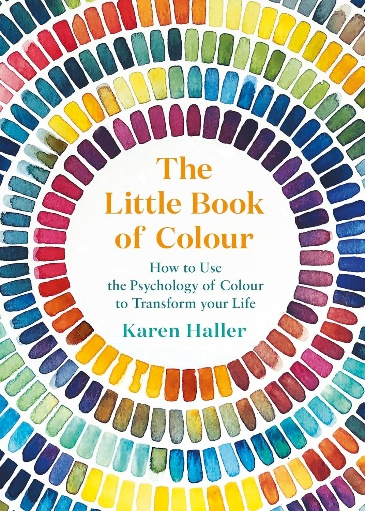 The
Little Book
of Colour
How to Use
the Psychology of Colour
to Transform your Life
Karen Haller